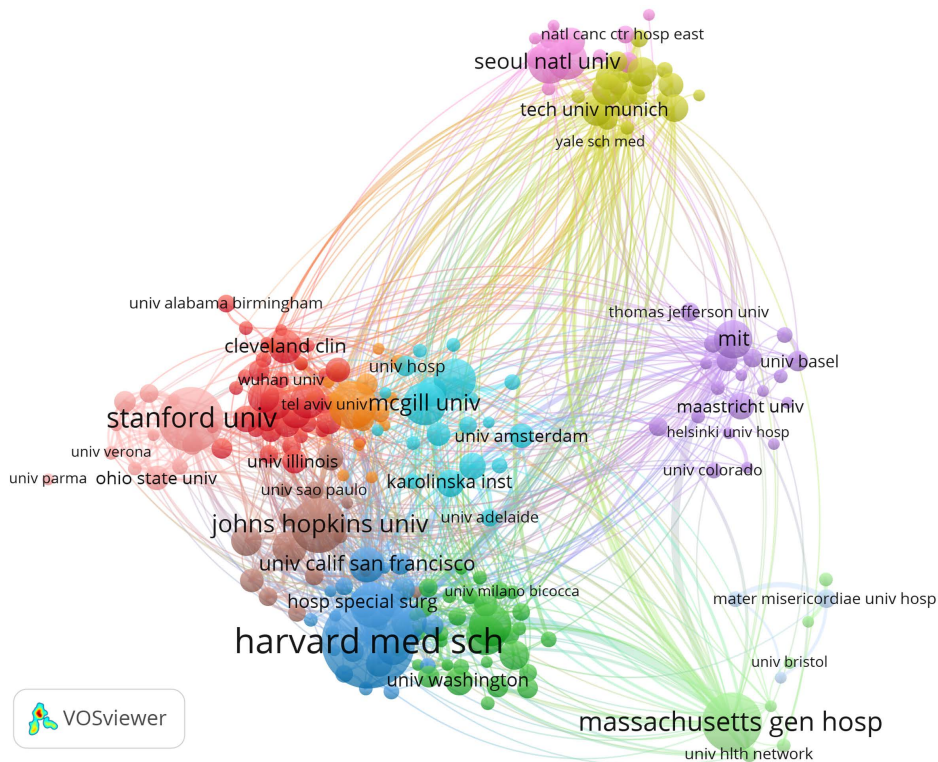 natl canc ctr hosp east
seoul natl univ
tech univ munich
yale sch med
univ alabama birmingham
thomas jefferson univ
mit
cleveland clin
univ hosp
univ basel
wuhan univ
tel aviv univ
mcgill univ
stanford univ
maastricht univ
univ amsterdam
helsinki univ hosp
univ verona
univ illinois
univ colorado
univ parma
ohio state univ
karolinska inst
univ sao paulo
johns hopkins univ
univ adelaide
univ calif san francisco
univ milano bicocca
hosp special surg
mater misericordiae univ hosp
harvard med sch
univ bristol
univ washington
VOSviewer
massachusetts gen hosp
univ hlth network